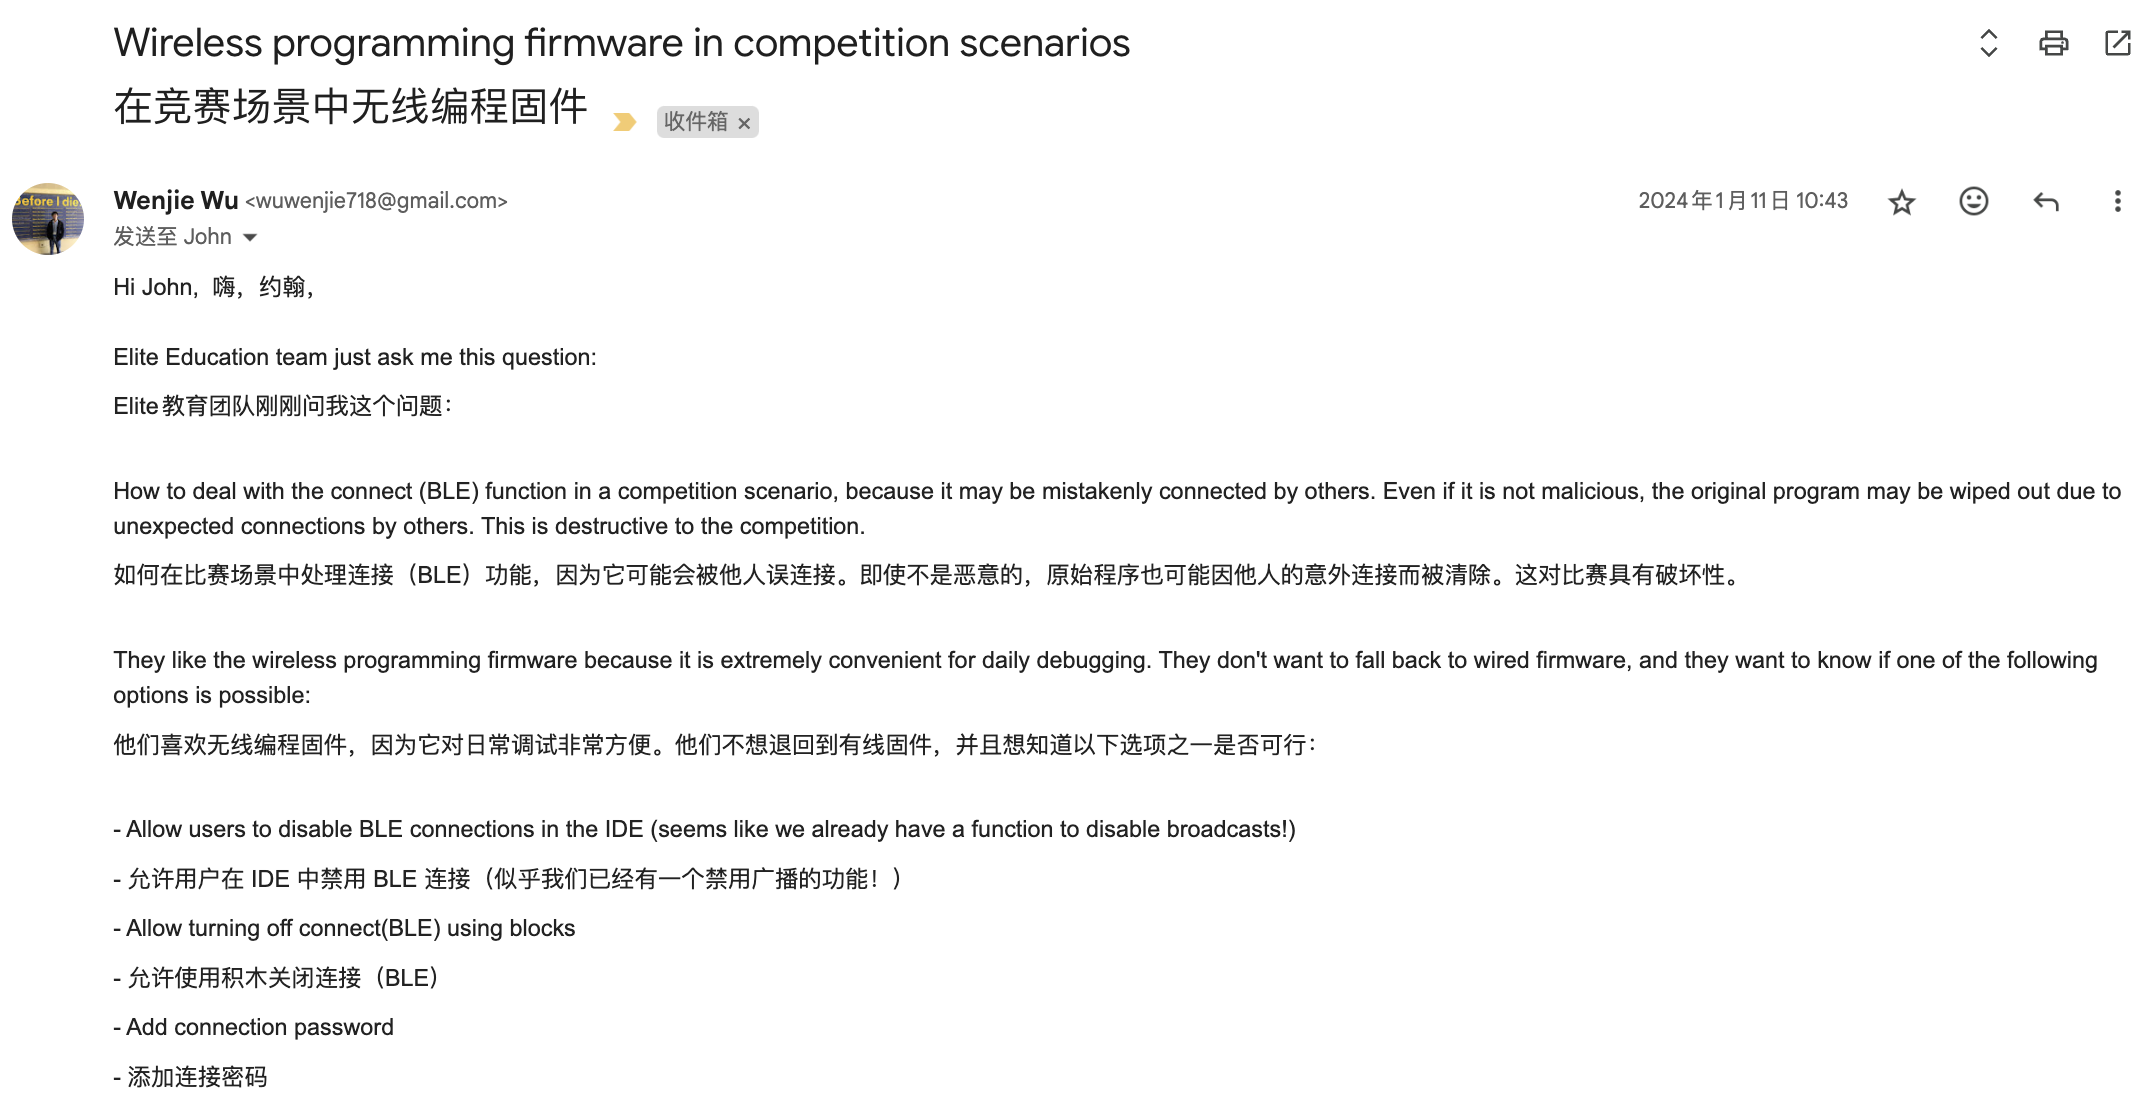 Wireless programming firmware in competition scenarios
在竞赛场景中无线编程固件 收件箱 ×
Before I die
Wenjie Wu <wuwenjie718@gmail.com> 2024年1月11日 10:43
发送至 John
Hi John, 嗨，约翰，
Elite Education team just ask me this question:
Elite教育团队刚刚问我这个问题：
How to deal with the connect (BLE) function in a competition scenario, because it may be mistakenly connected by others. Even if it is not malicious, the original program may be wiped out due to
unexpected connections by others. This is destructive to the competition.
如何在比赛场景中处理连接（BLE）功能，因为它可能会被他人误连接。即使不是恶意的，原始程序也可能因他人的意外连接而被清除。这对比赛具有破坏性。
They like the wireless programming firmware because it is extremely convenient for daily debugging. They don't want to fall back to wired firmware, and they want to know if one of the following
options is possible:
他们喜欢无线编程固件，因为它对日常调试非常方便。他们不想退回到有线固件，并且想知道以下选项之一是否可行：
- Allow users to disable BLE connections in the IDE (seems like we already have a function to disable broadcasts!)
- 允许用户在 IDE 中禁用 BLE 连接（似乎我们已经有一个禁用广播的功能！）
- Allow turning off connect(BLE) using blocks
- 允许使用积木关闭连接（BLE）
- Add connection password
- 添加连接密码